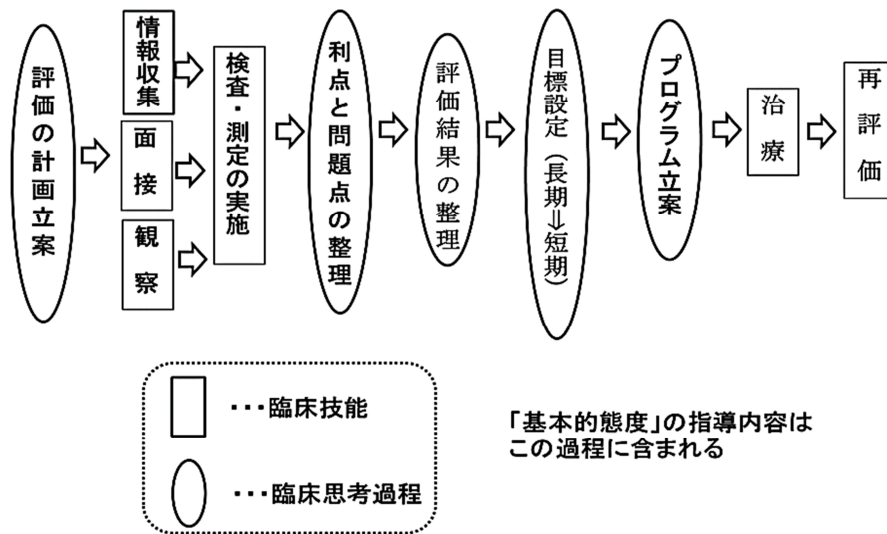 評価の計画立案
情報収集
面接
観察
検査・測定の実施
利点と問題点の整理
評価結果の整理
目標設定（長期⇒短期）
プログラム立案
治療
再評価
・・・臨床技能
・・・臨床思考過程
「基本的態度」の指導内容は
この過程に含まれる